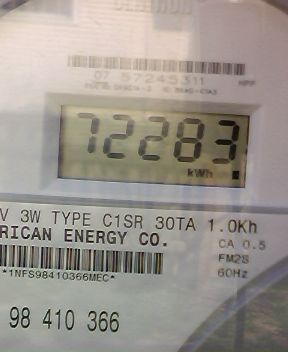 CENTRON
07 57245311
72283
kWh
V 3W TYPE C1SR 30TA 1.0Kh
RICAN ENERGY CO.
CA 0.5
FM2S
60Hz
*1NFS98410366MEC*
98 410 366